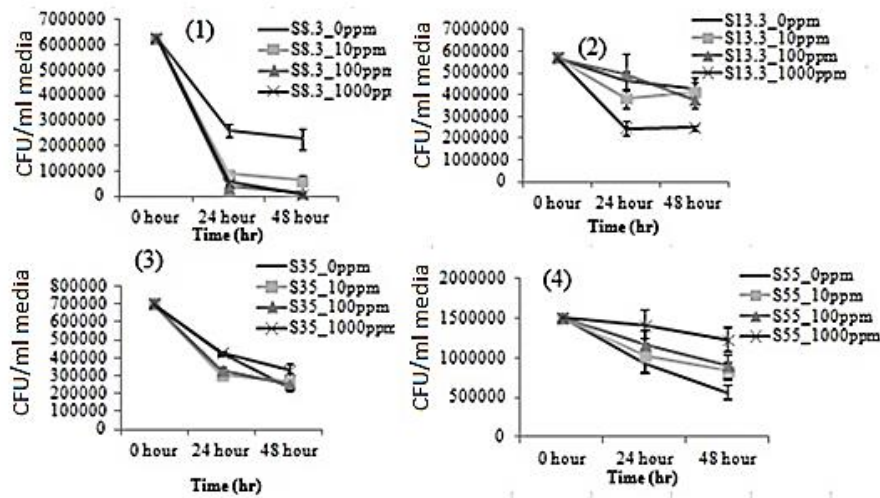 (1)
7000000
6000000
5000000
4000000
3000000
2000000
1000000
0
CFU/ml media
S8.3_0ppm
S8.3_10ppm
S8.3_100ppm
S8.3_1000pp
0 hour 24 hour 48 hour
Time (hr)
(2)
7000000
6000000
5000000
4000000
3000000
2000000
1000000
0
CFU/ml media
S13.3_0ppm
S13.3_10ppm
S13.3_100ppm
S13.3_1000ppm
0 hour 24 hour 48 hour
Time (hr)
(3)
800000
700000
600000
500000
400000
300000
200000
100000
0
CFU/ml media
S35_0ppm
S35_10ppm
S35_100ppm
S35_1000ppm
0 hour 24 hour 48 hour
Time (hr)
(4)
2000000
1500000
1000000
500000
0
CFU/ml media
S55_0ppm
S55_10ppm
S55_100ppm
S55_1000ppm
0 hour 24 hour 48 hour
Time (hr)